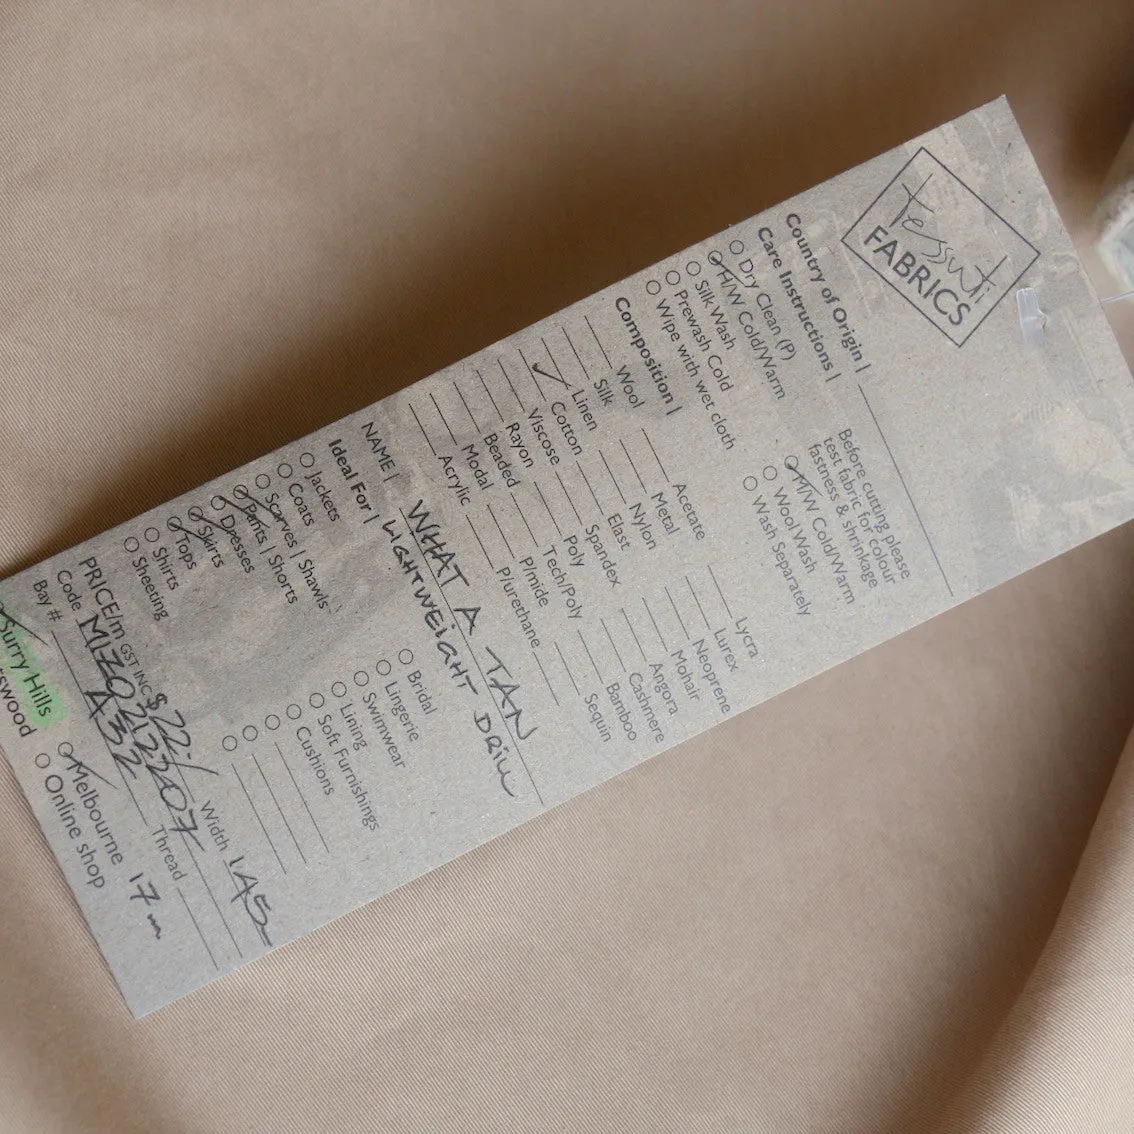 tessuti
FABRICS
Country of Origin |
Care Instructions |
Dry Clean (P)
H/W Cold/Warm
Silk Wash
Prewash Cold
Wipe with wet cloth
Before cutting please
test fabric for colour
fastness & shrinkage
M/W Cold/Warm
Wool Wash
Wash Separately
Composition |
Wool
Silk
Linen
✓ Cotton
Viscose
Rayon
Beaded
Modal
Acrylic
Acetate
Metal
Nylon
Elast
Spandex
Poly
Tech/Poly
P/mide
P/urethane
Lycra
Lurex
Neoprene
Mohair
Angora
Cashmere
Bamboo
Sequin
NAME | WHAT A TAN
LIGHTWEIGHT DRILL
Ideal For |
Jackets
Coats
Scarves | Shawls
Pants | Shorts
Dresses
Skirts
Tops
Shirts
Sheeting
Bridal
Lingerie
Swimwear
Lining
Soft Furnishings
Cushions
PRICE/m GST INC $22/ Width 145
Code
Bay # A32 Thread
Surry Hills
Melbourne 17m
Online shop